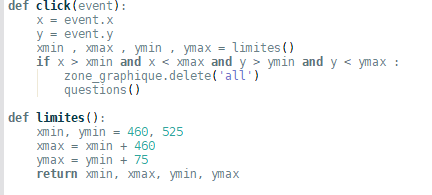 def click(event):
    x = event.x
    y = event.y
    xmin , xmax , ymin , ymax = limites()
    if x > xmin and x < xmax and y > ymin and y < ymax :
        zone_graphique.delete('all')
        questions()

def limites():
    xmin, ymin = 460, 525
    xmax = xmin + 460
    ymax = ymin + 75
    return xmin, xmax, ymin, ymax